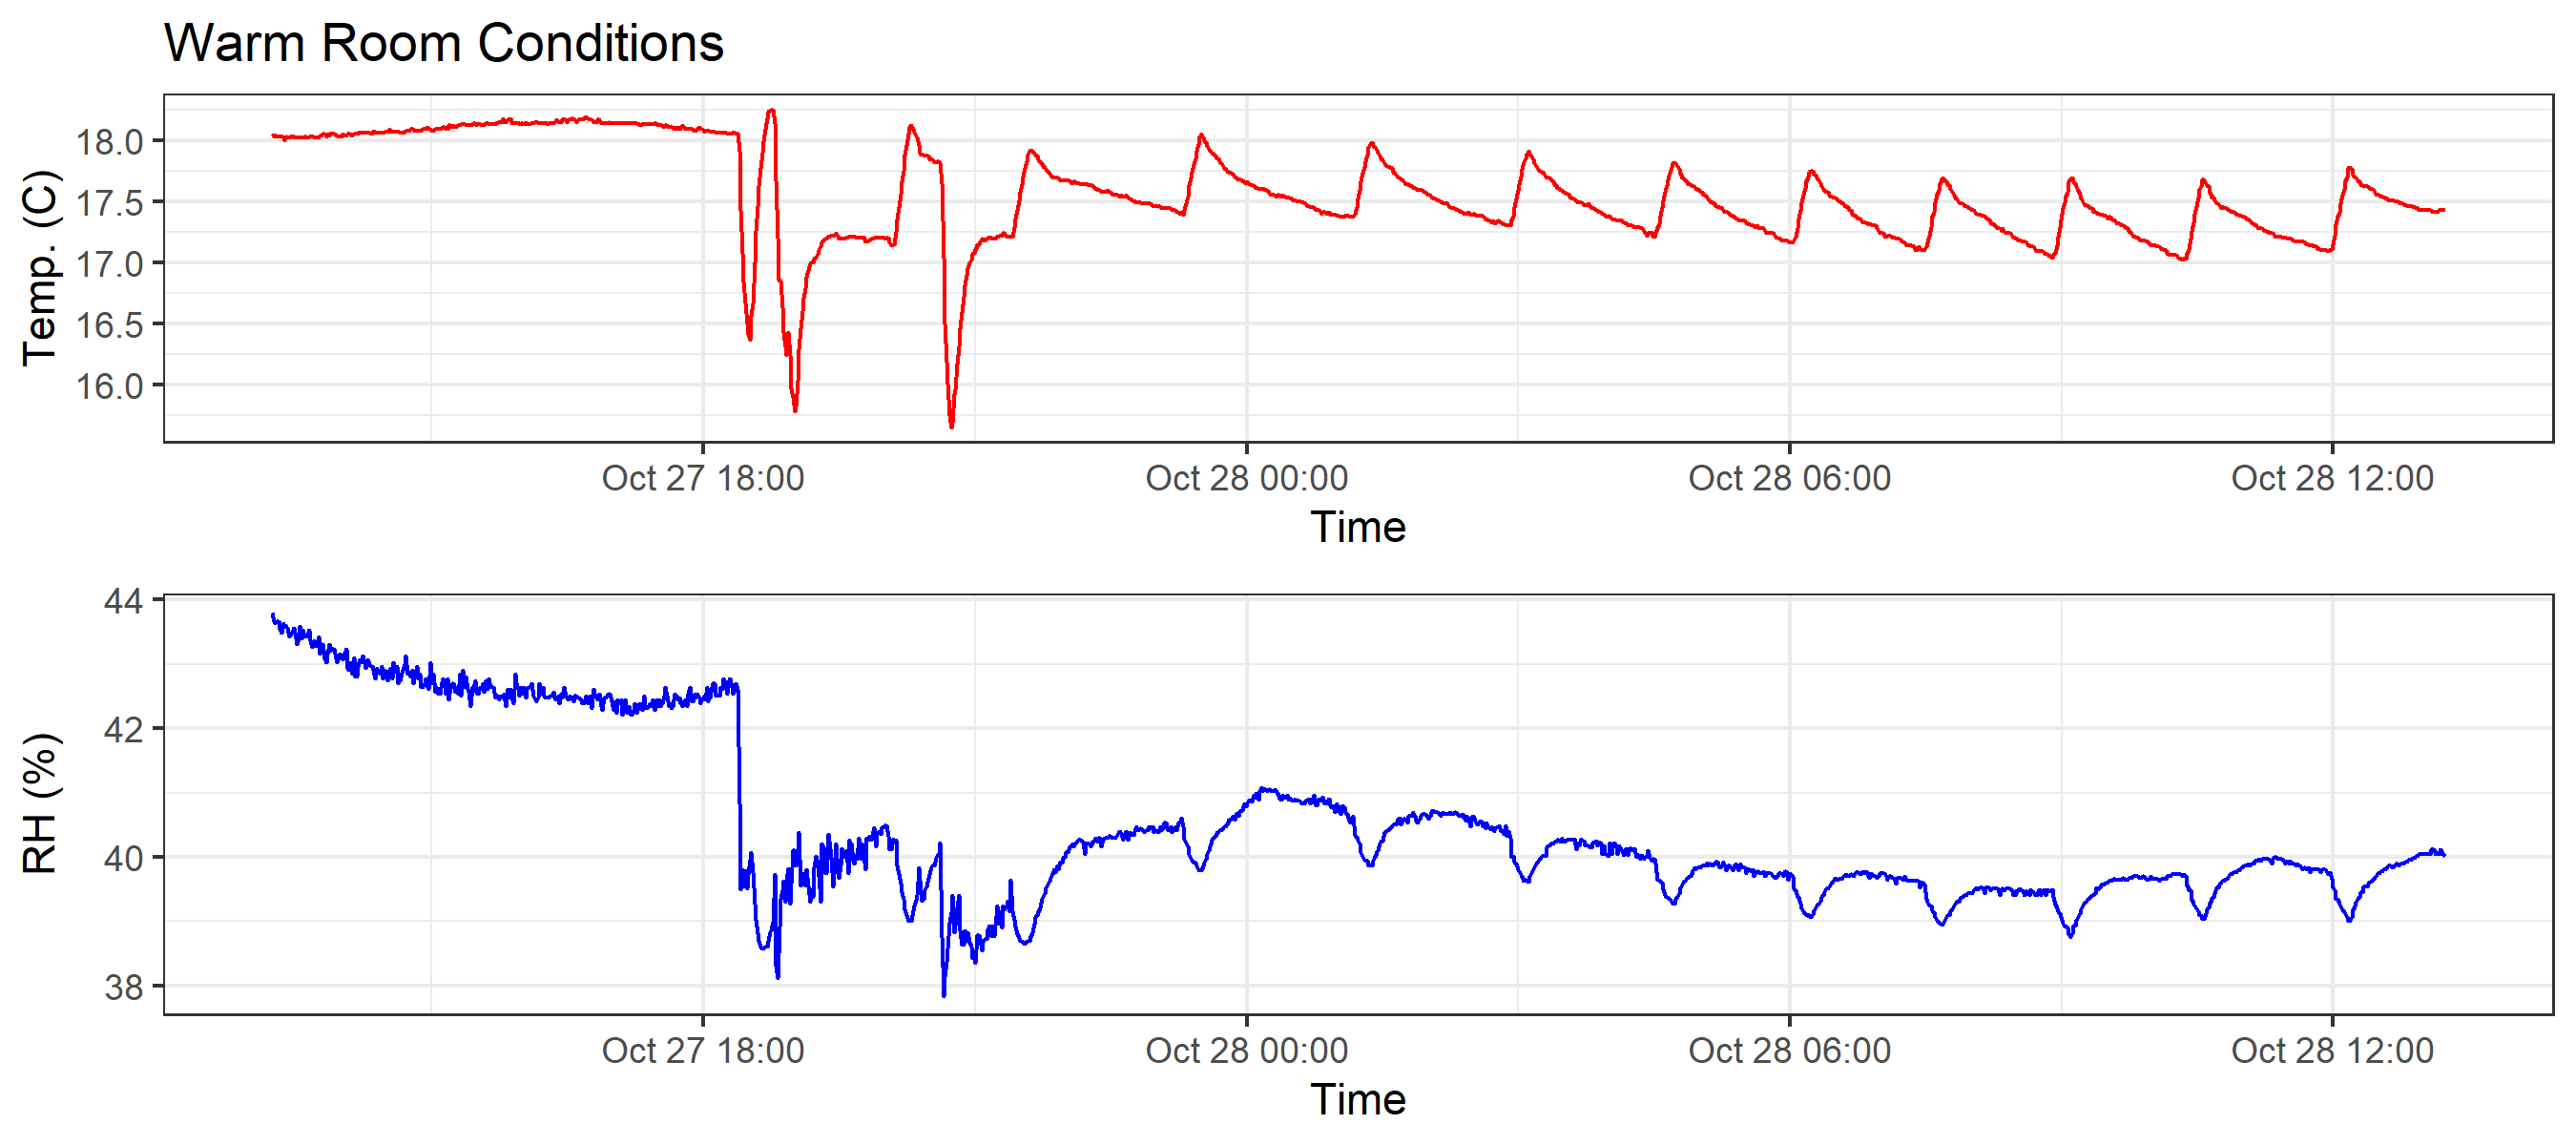 Warm Room Conditions
Temp. (C)
18.0
17.5
17.0
16.5
16.0
Oct 27 18:00 Oct 28 00:00 Oct 28 06:00 Oct 28 12:00
Time
RH (%)
44
42
40
38
Oct 27 18:00 Oct 28 00:00 Oct 28 06:00 Oct 28 12:00
Time